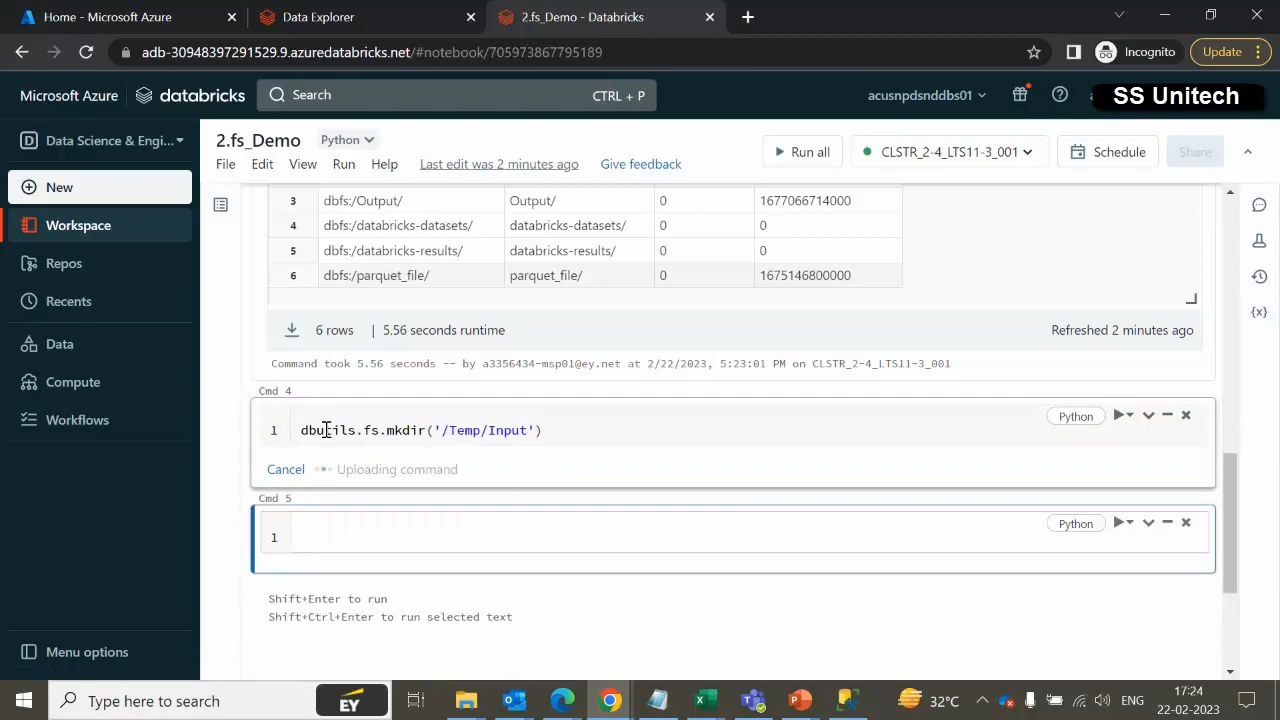 Home - Microsoft Azure
Data Explorer
2.fs_Demo - Databricks
adb-30948397291529.9.azuredatabricks.net/#notebook/705973867795189
Incognito
Update
Microsoft Azure
databricks
Search
CTRL + P
acusnpdsnddbs01
SS Unitech
Data Science & Engi...
New
Workspace
Repos
Recents
Data
Compute
Workflows
Menu options
2.fs_Demo
Python
File Edit View Run Help
Last edit was 2 minutes ago
Give feedback
Run all
CLSTR_2-4_LTS11-3_001
Schedule
Share
3 dbfs:/Output/ Output/ 0 1677066714000
4 dbfs:/databricks-datasets/ databricks-datasets/ 0 0
5 dbfs:/databricks-results/ databricks-results/ 0 0
6 dbfs:/parquet_file/ parquet_file/ 0 1675146800000
6 rows | 5.56 seconds runtime
Refreshed 2 minutes ago
Command took 5.56 seconds -- by a3356434-msp01@ey.net at 2/22/2023, 5:23:01 PM on CLSTR_2-4_LTS11-3_001
Cmd 4
Python
1 dbutils.fs.mkdir('/Temp/Input')
Cancel
Uploading command
Cmd 5
Python
1
Shift+Enter to run
Shift+Ctrl+Enter to run selected text
Type here to search
EY
32°C
ENG
17:24
22-02-2023